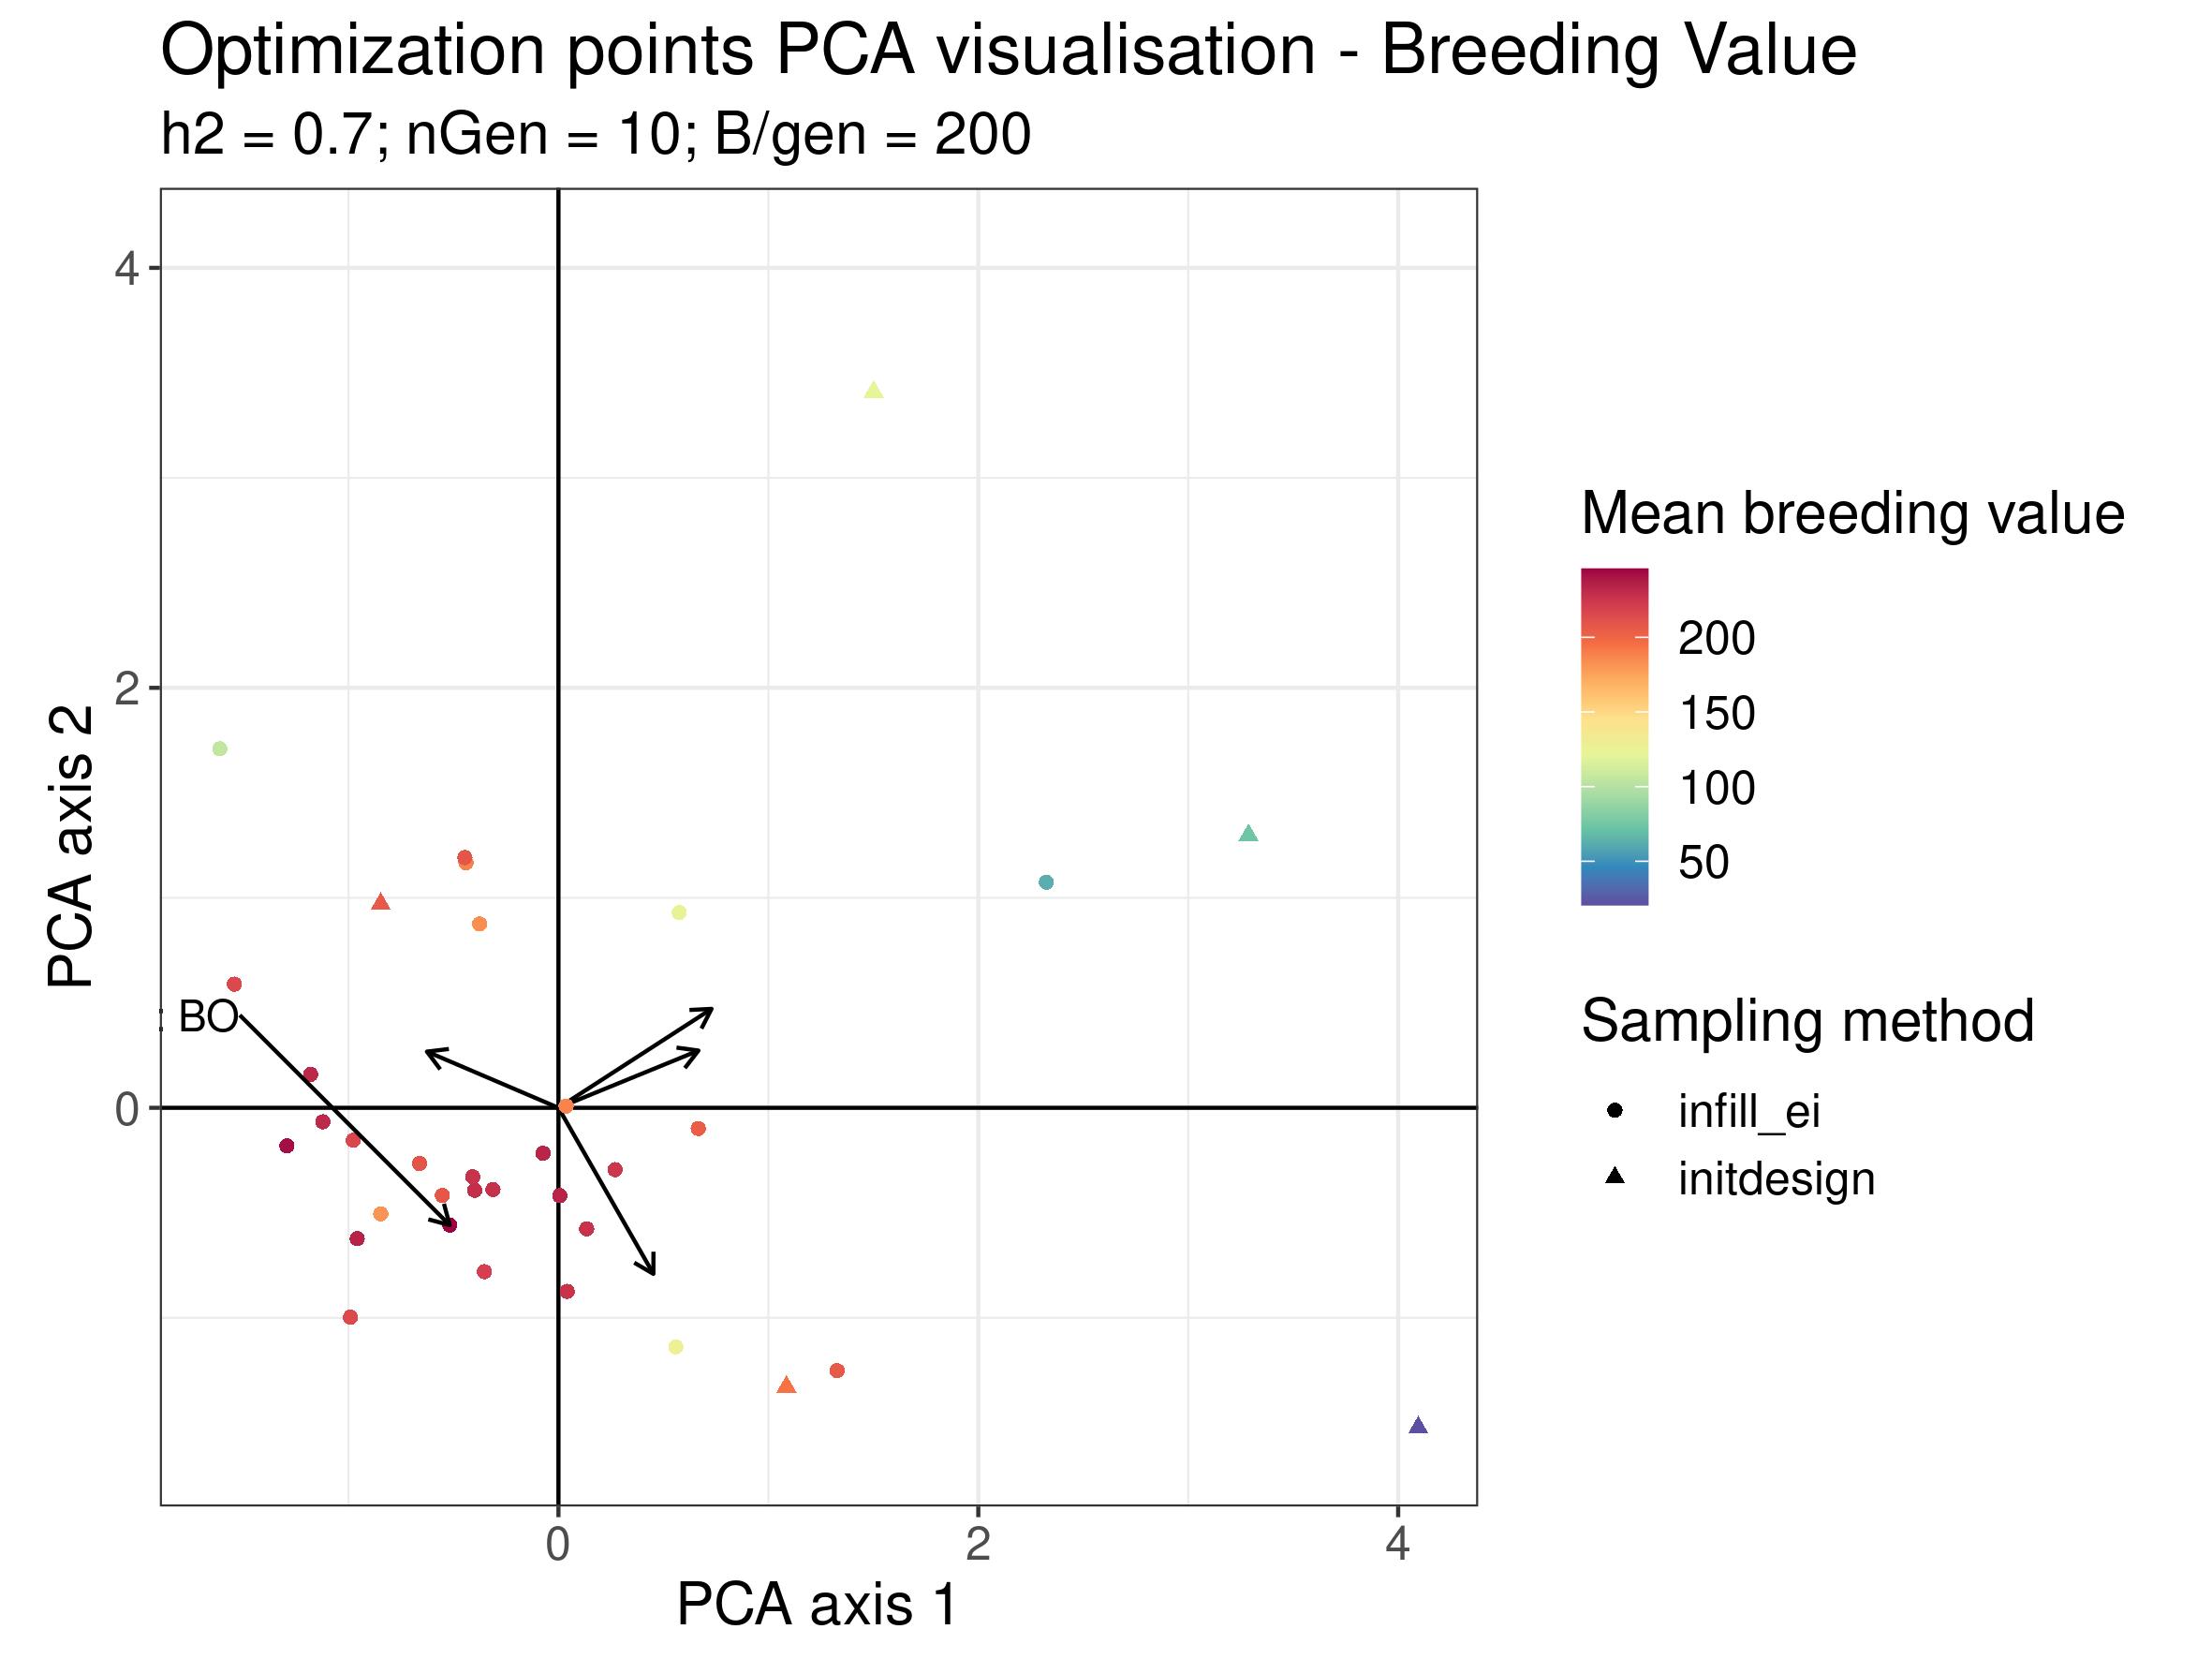 Optimization points PCA visualisation - Breeding Value
h2 = 0.7; nGen = 10; B/gen = 200
4
2
0
PCA axis 2
: BO
0
2
4
PCA axis 1
Mean breeding value
200
150
100
50
Sampling method
infill_ei
initdesign